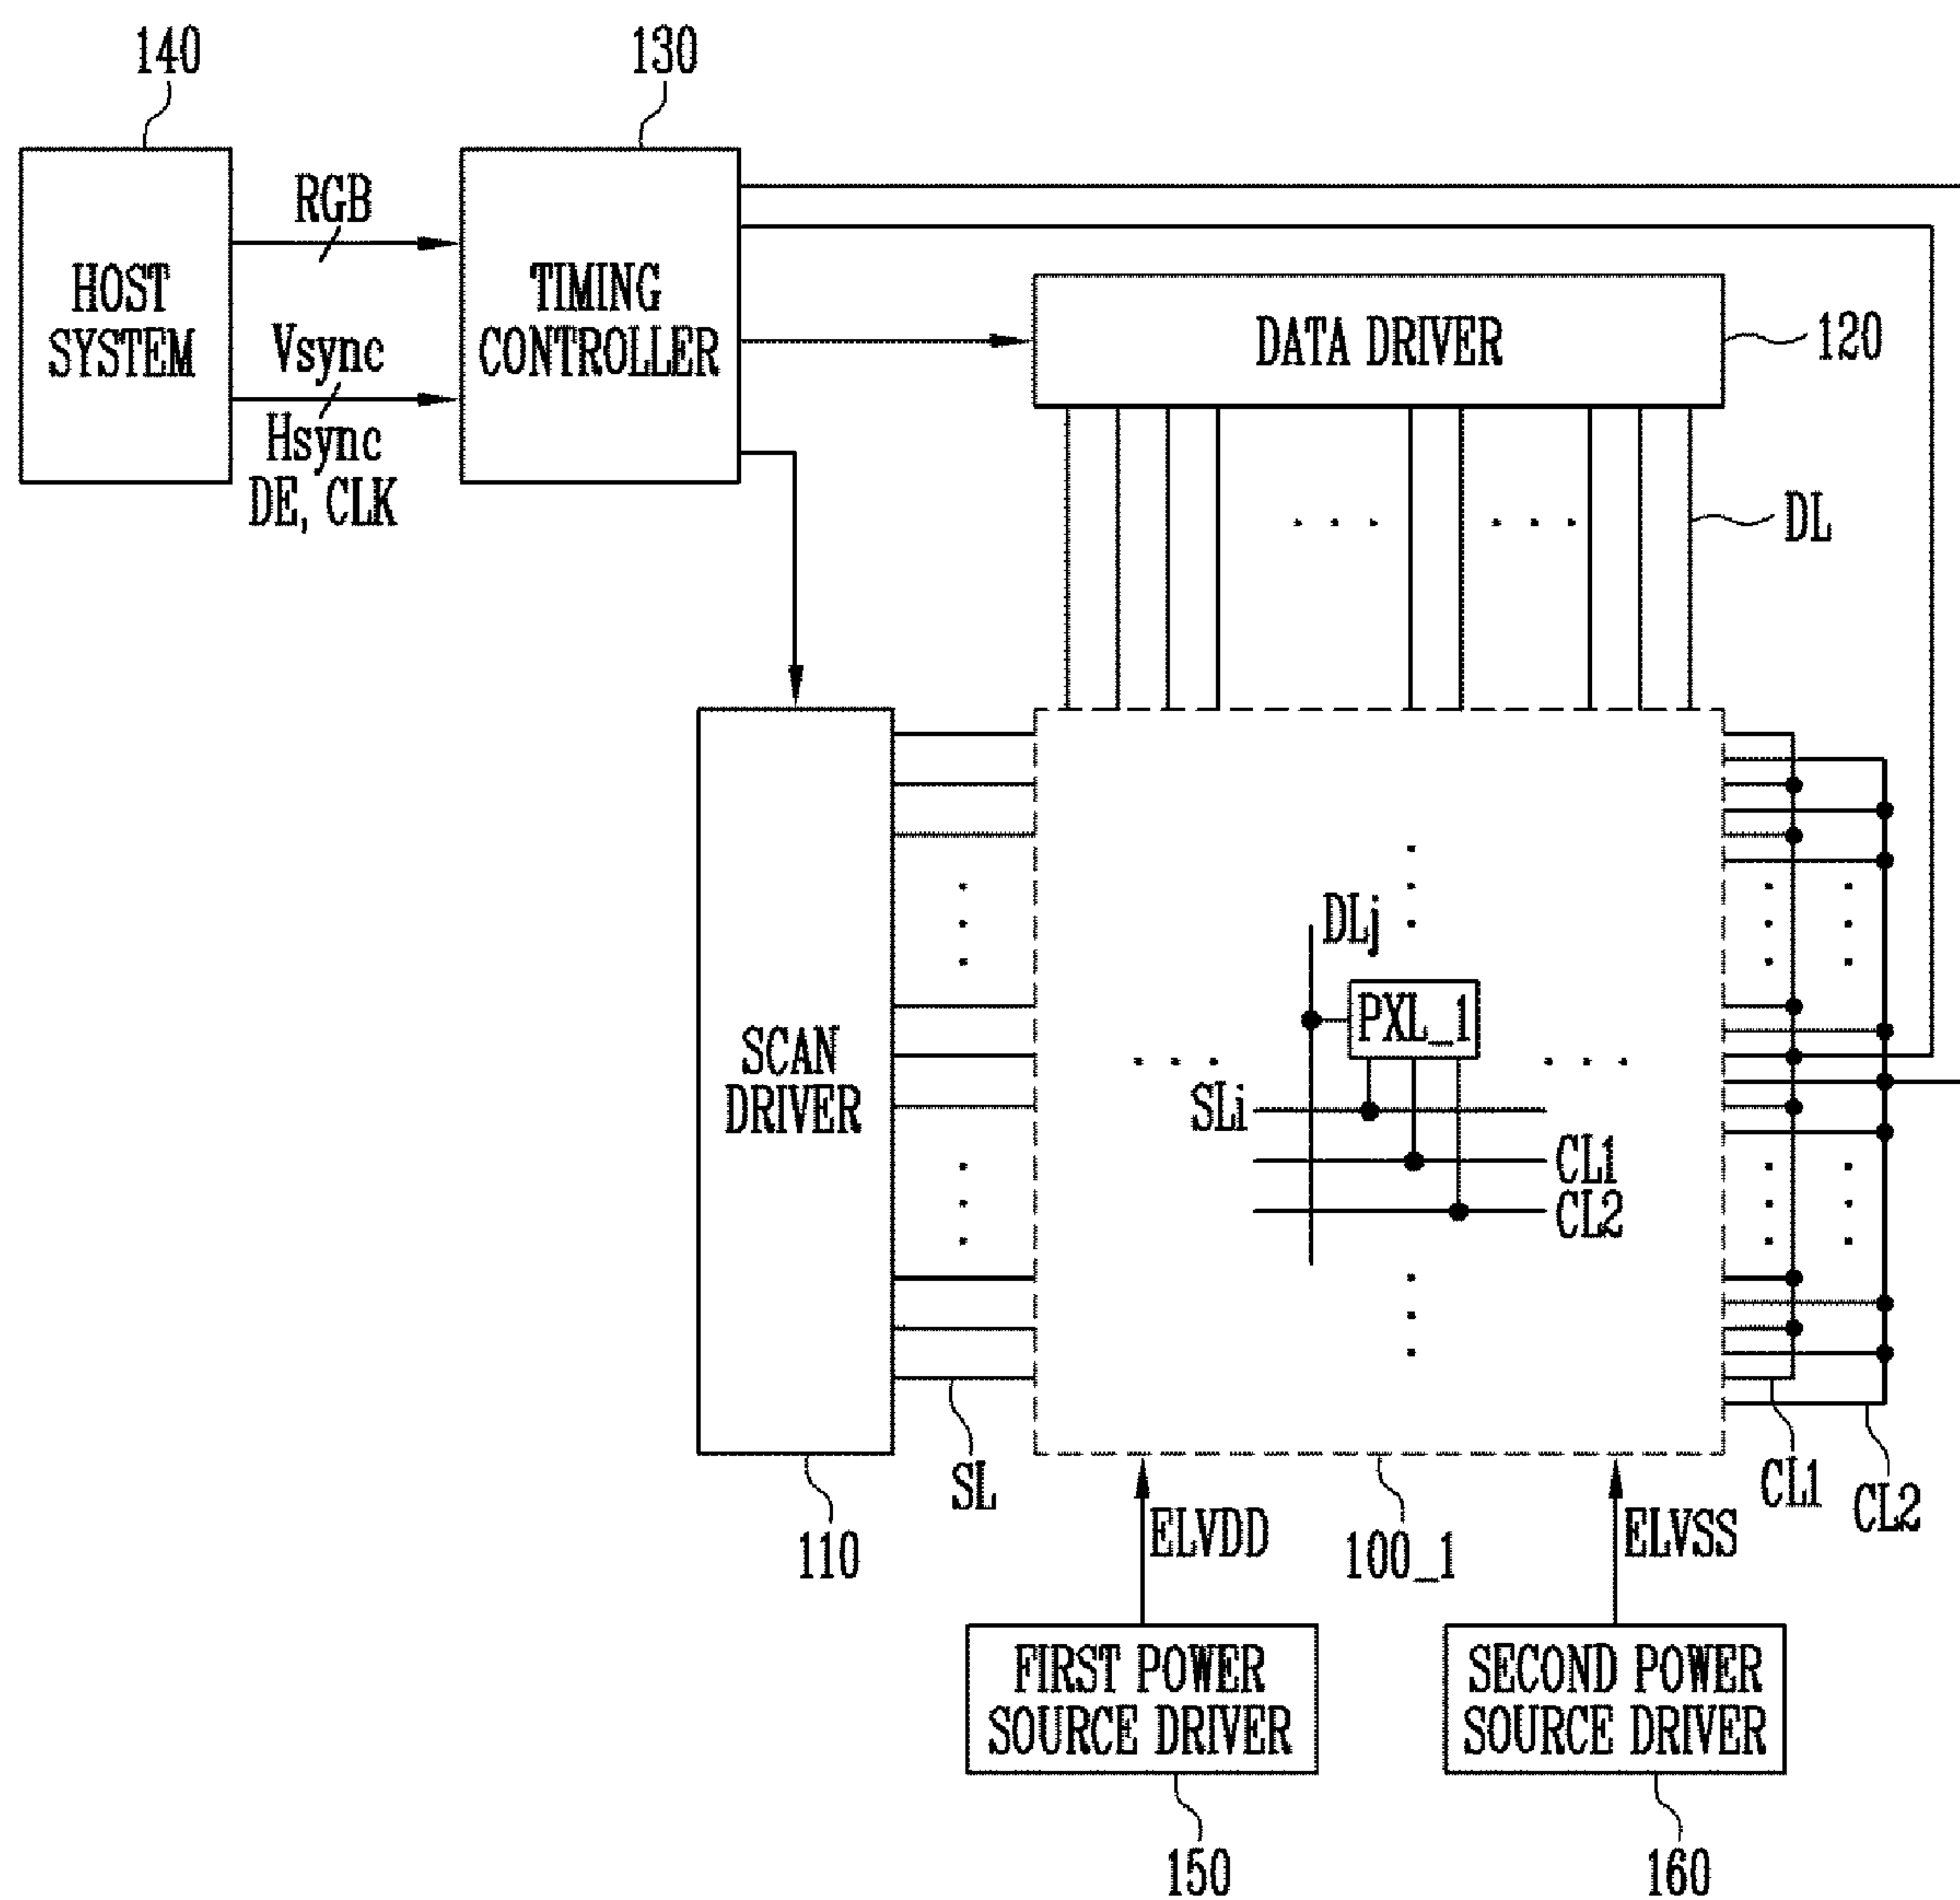 140
130
HOST
SYSTEM
RGB
Vsync
Hsync
DE, CLK
TIMING
CONTROLLER
DATA DRIVER
120
DL
SCAN
DRIVER
DLj
PXL_1
SLi
CL1
CL2
SL
110
ELVDD
100_1
ELVSS
CL1
CL2
FIRST POWER
SOURCE DRIVER
SECOND POWER
SOURCE DRIVER
150
160